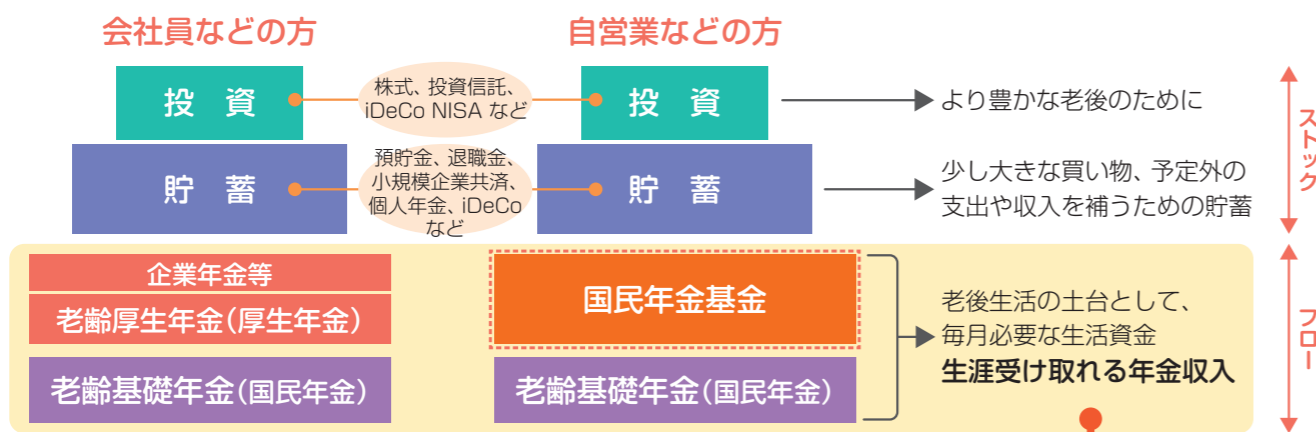 会社員などの方
自営業などの方
投　資
株式、投資信託、
iDeCo NISA など
投　資
より豊かな老後のために
貯　蓄
預貯金、退職金、
小規模企業共済、
個人年金、iDeCo
など
貯　蓄
少し大きな買い物、予定外の
支出や収入を補うための貯蓄
ストック
企業年金等
老齢厚生年金（厚生年金）
老齢基礎年金（国民年金）
国民年金基金
老齢基礎年金（国民年金）
老後生活の土台として、
毎月必要な生活資金
生涯受け取れる年金収入
フロー